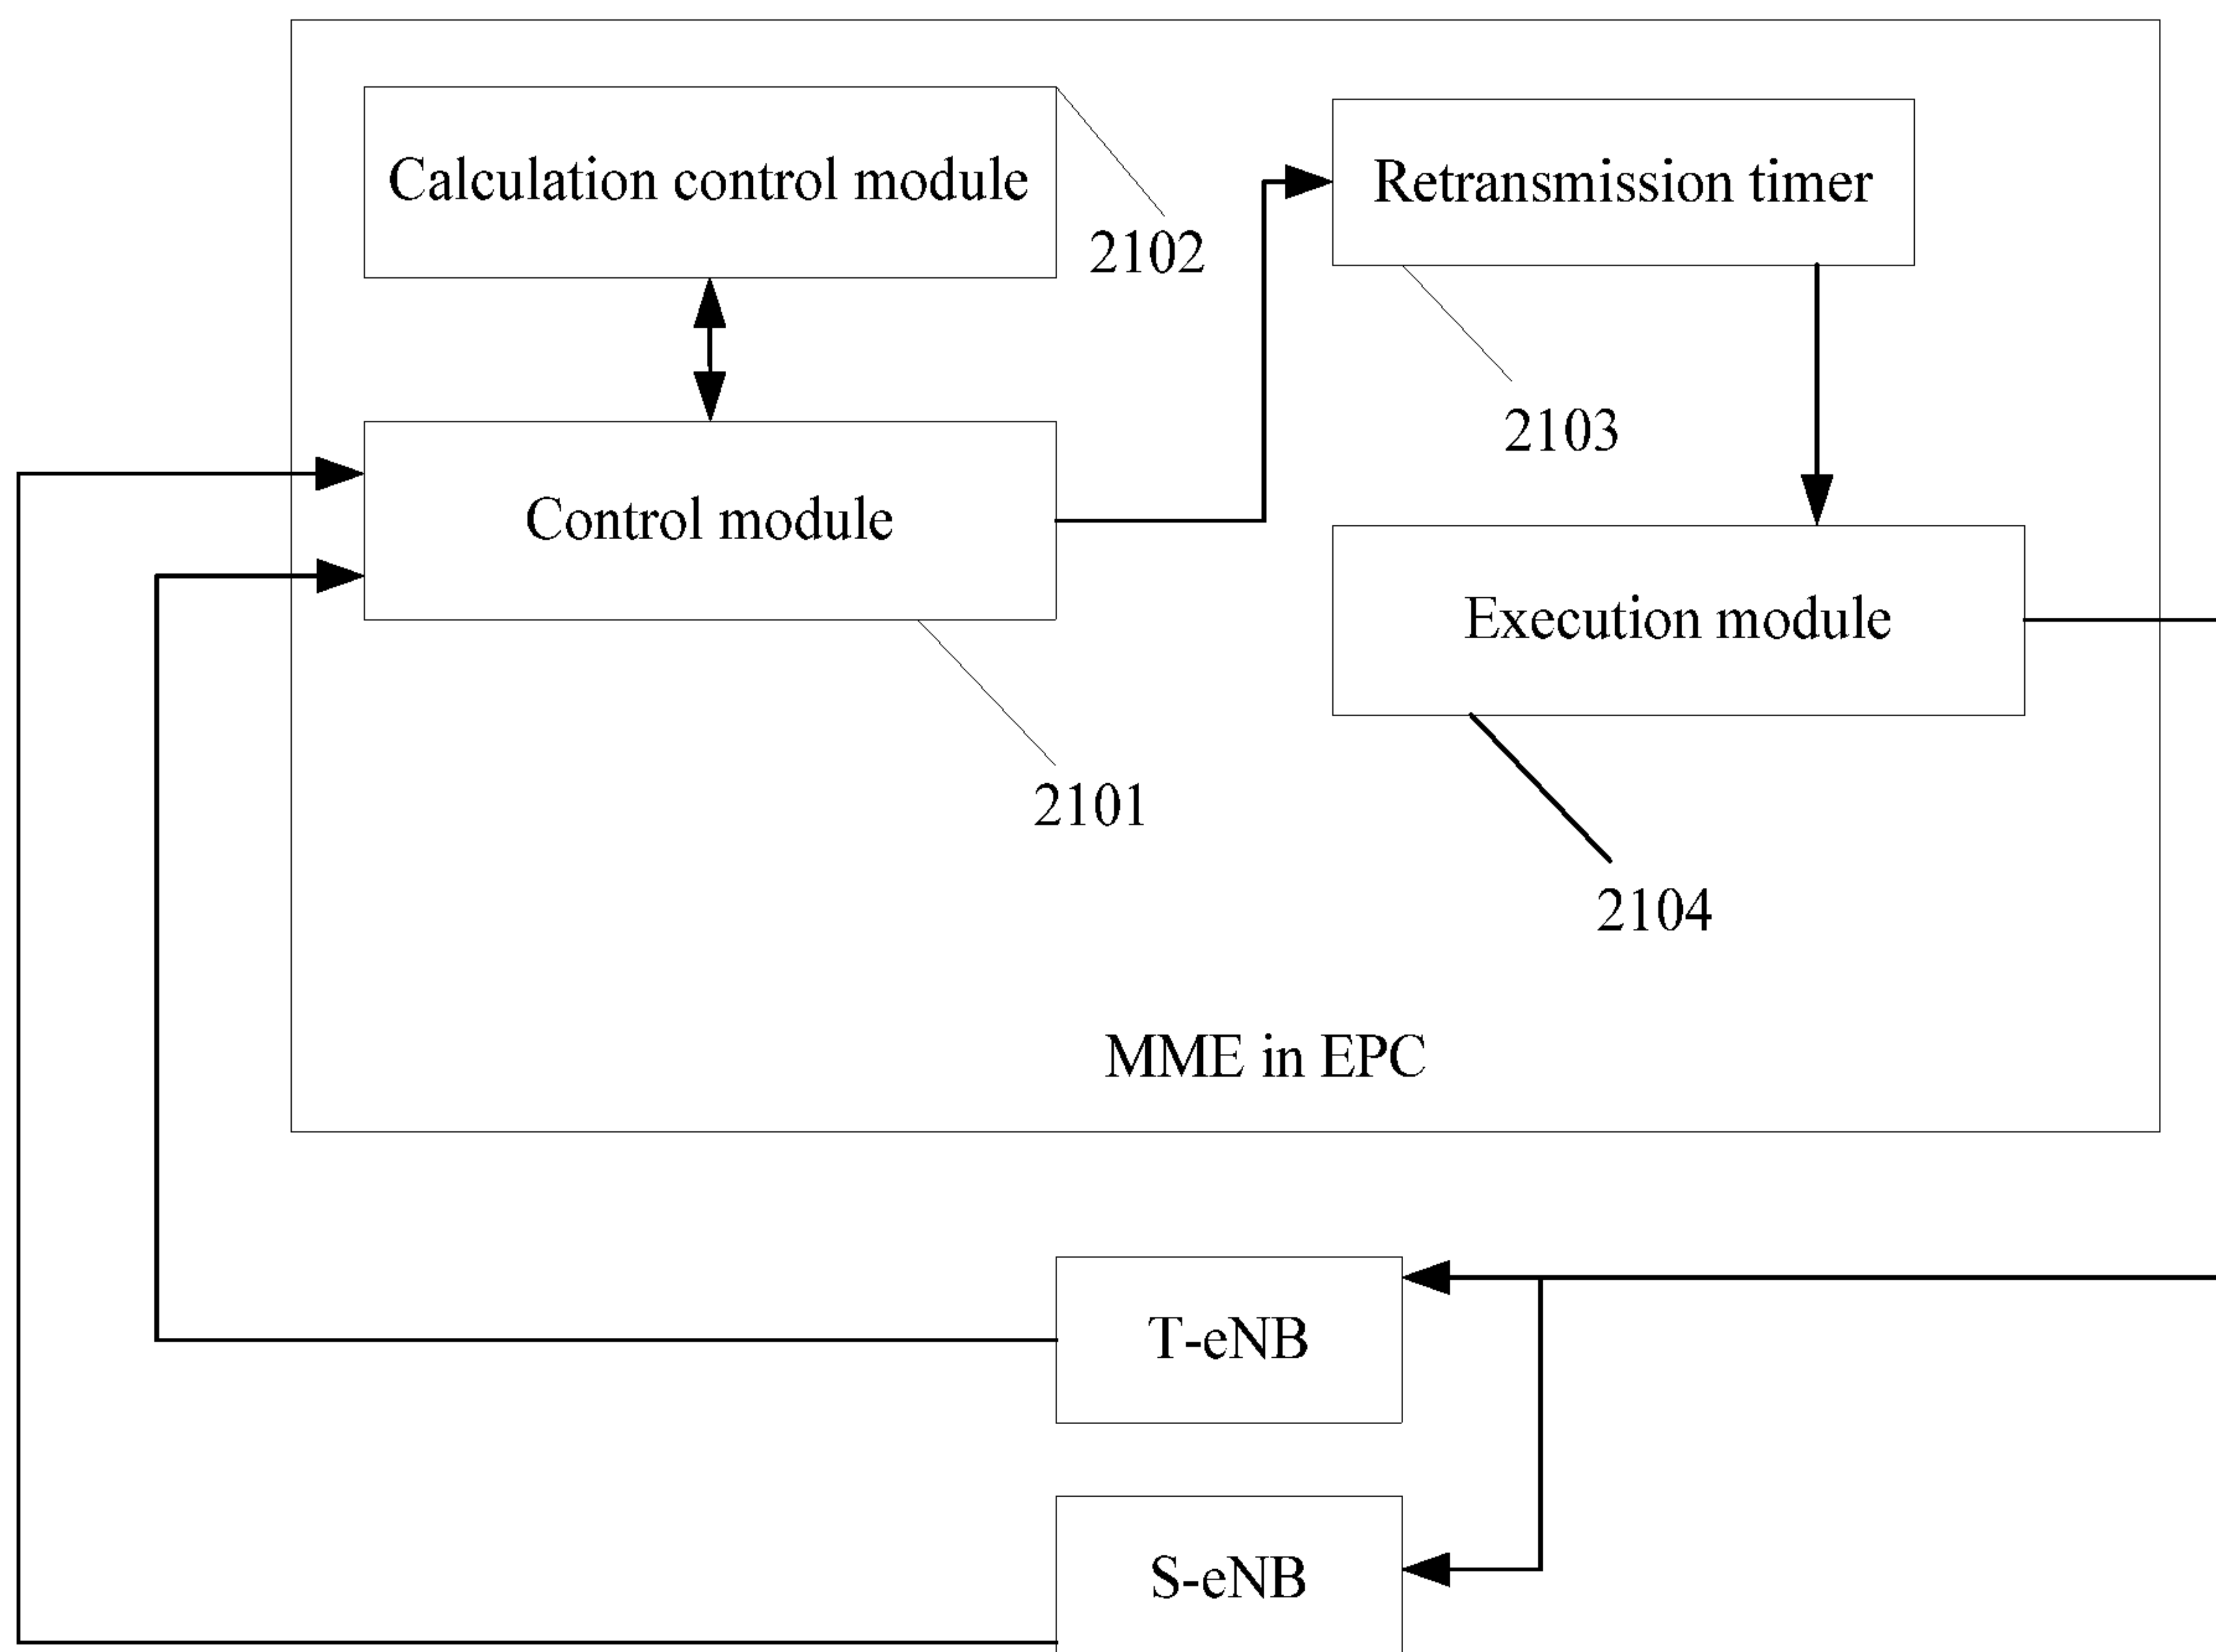 Calculation control module
Retransmission timer
2102
2103
Control module
Execution module
2101
2104
MME in EPC
T-eNB
S-eNB